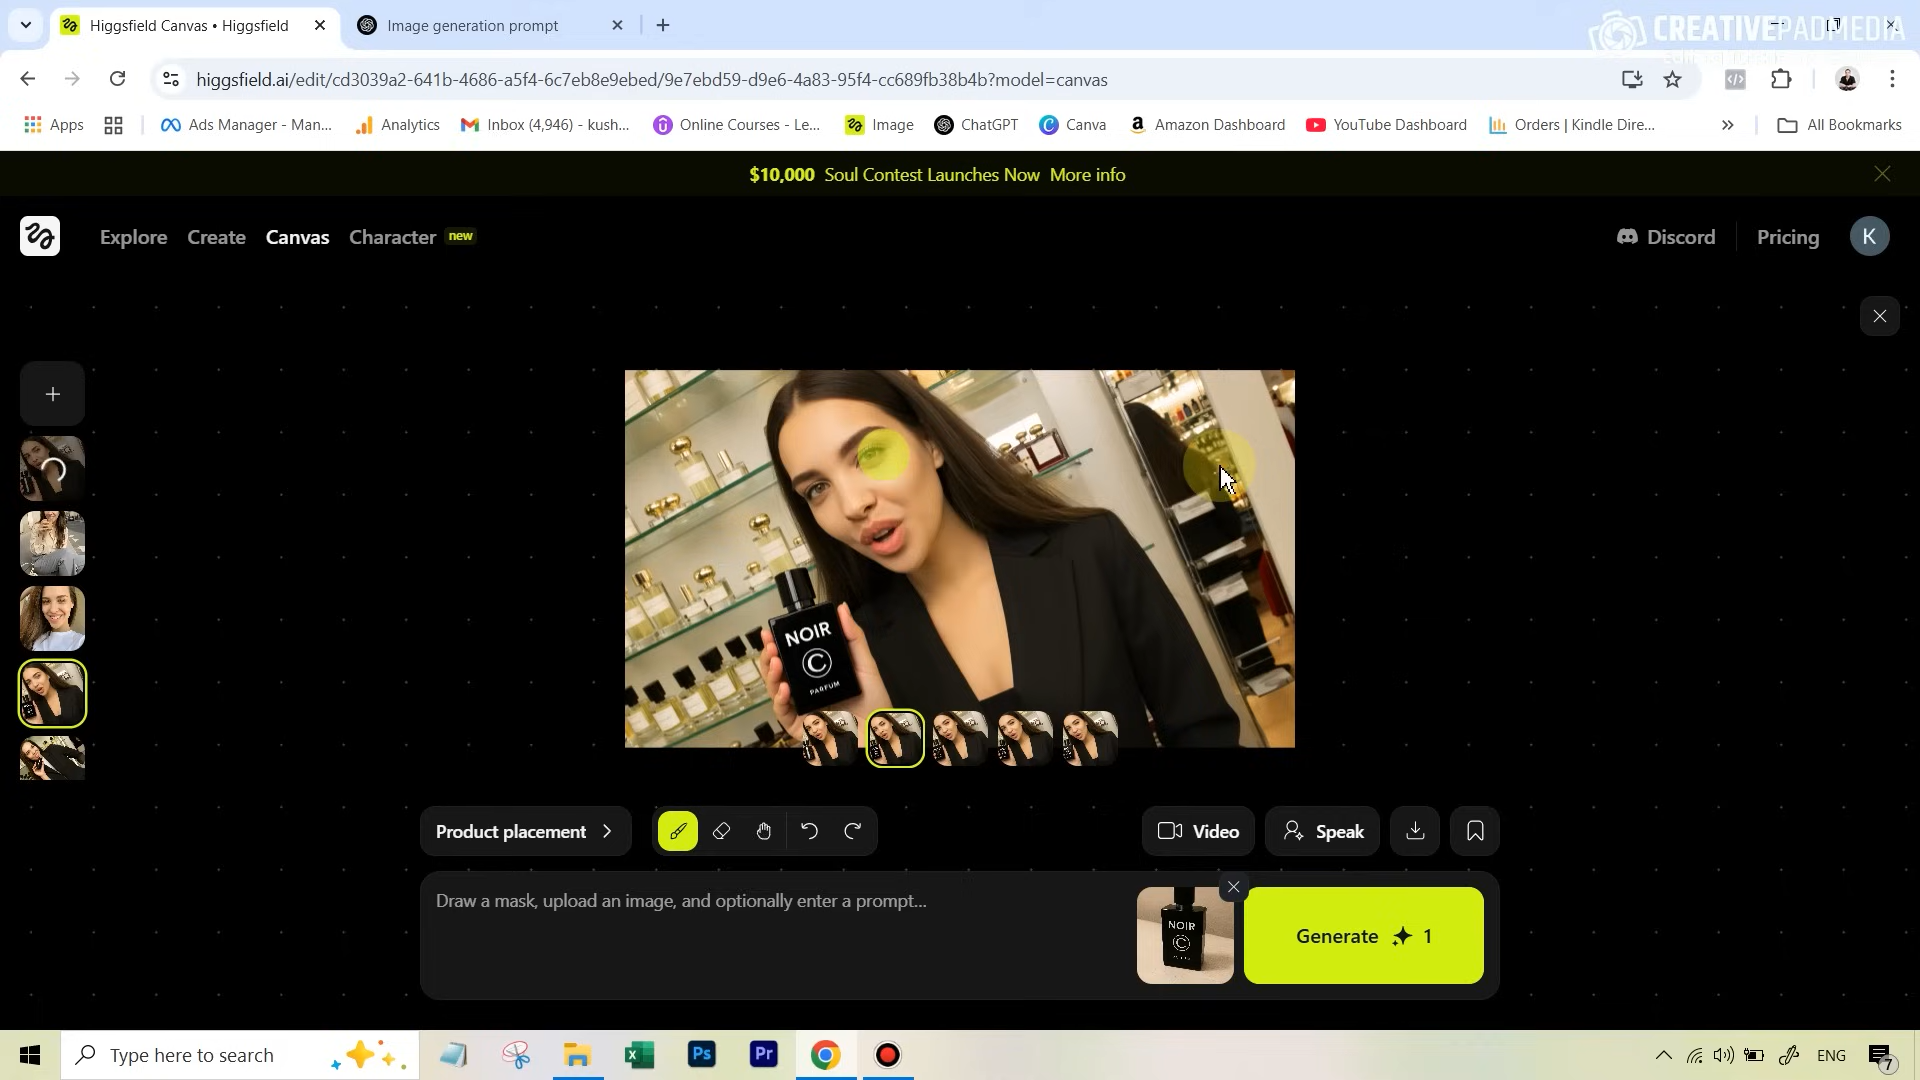 Higgsfield Canvas • Higgsfield
Image generation prompt
CREATIVEPADMEDIA
higgsfield.ai/edit/cd3039a2-641b-4686-a5f4-6c7eb8e9ebed/9e7ebd59-d9e6-4a83-95f4-cc689fb38b4b?model=canvas
Apps
Ads Manager - Man...
Analytics
Inbox (4,946) - kush...
Online Courses - Le...
Image
ChatGPT
Canva
Amazon Dashboard
YouTube Dashboard
Orders | Kindle Dire...
All Bookmarks
$10,000 Soul Contest Launches Now More info
Explore
Create
Canvas
Character new
Discord
Pricing
K
NOIR
C
PARFUM
Product placement
Video
Speak
Draw a mask, upload an image, and optionally enter a prompt...
NOIR
C
Generate 1
Type here to search
Ps
Pr
ENG
7